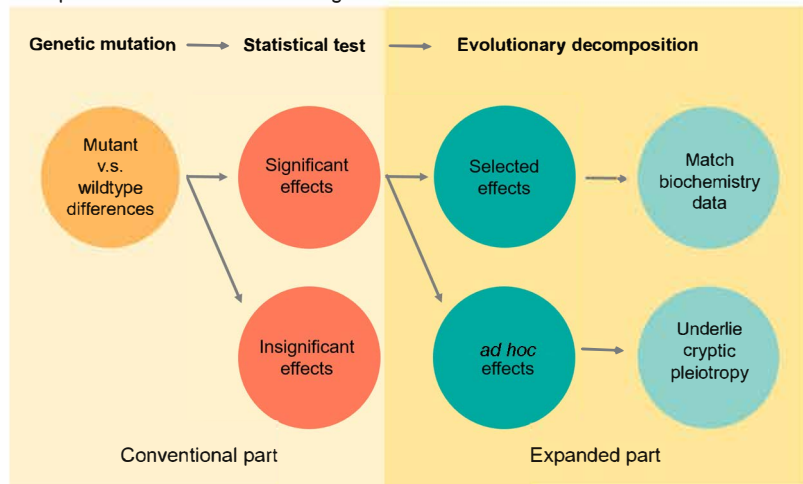 Genetic mutation
Statistical test
Evolutionary decomposition
Mutant
v.s.
wildtype
differences
Significant
effects
Selected
effects
Match
biochemistry
data
Insignificant
effects
ad hoc
effects
Underlie
cryptic
pleiotropy
Conventional part
Expanded part